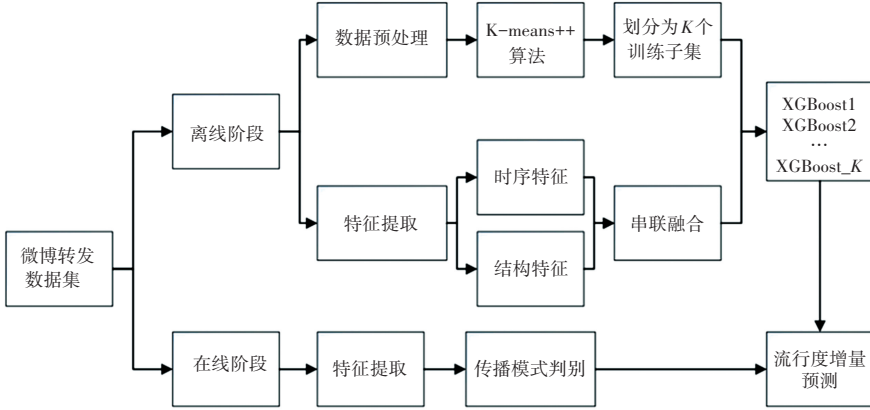 数据预处理
K-means++
算法
划分为K个
训练子集
离线阶段
XGBoost1
XGBoost2
…
XGBoost_K
时序特征
特征提取
串联融合
结构特征
微博转发
数据集
在线阶段
特征提取
传播模式判别
流行度增量
预测